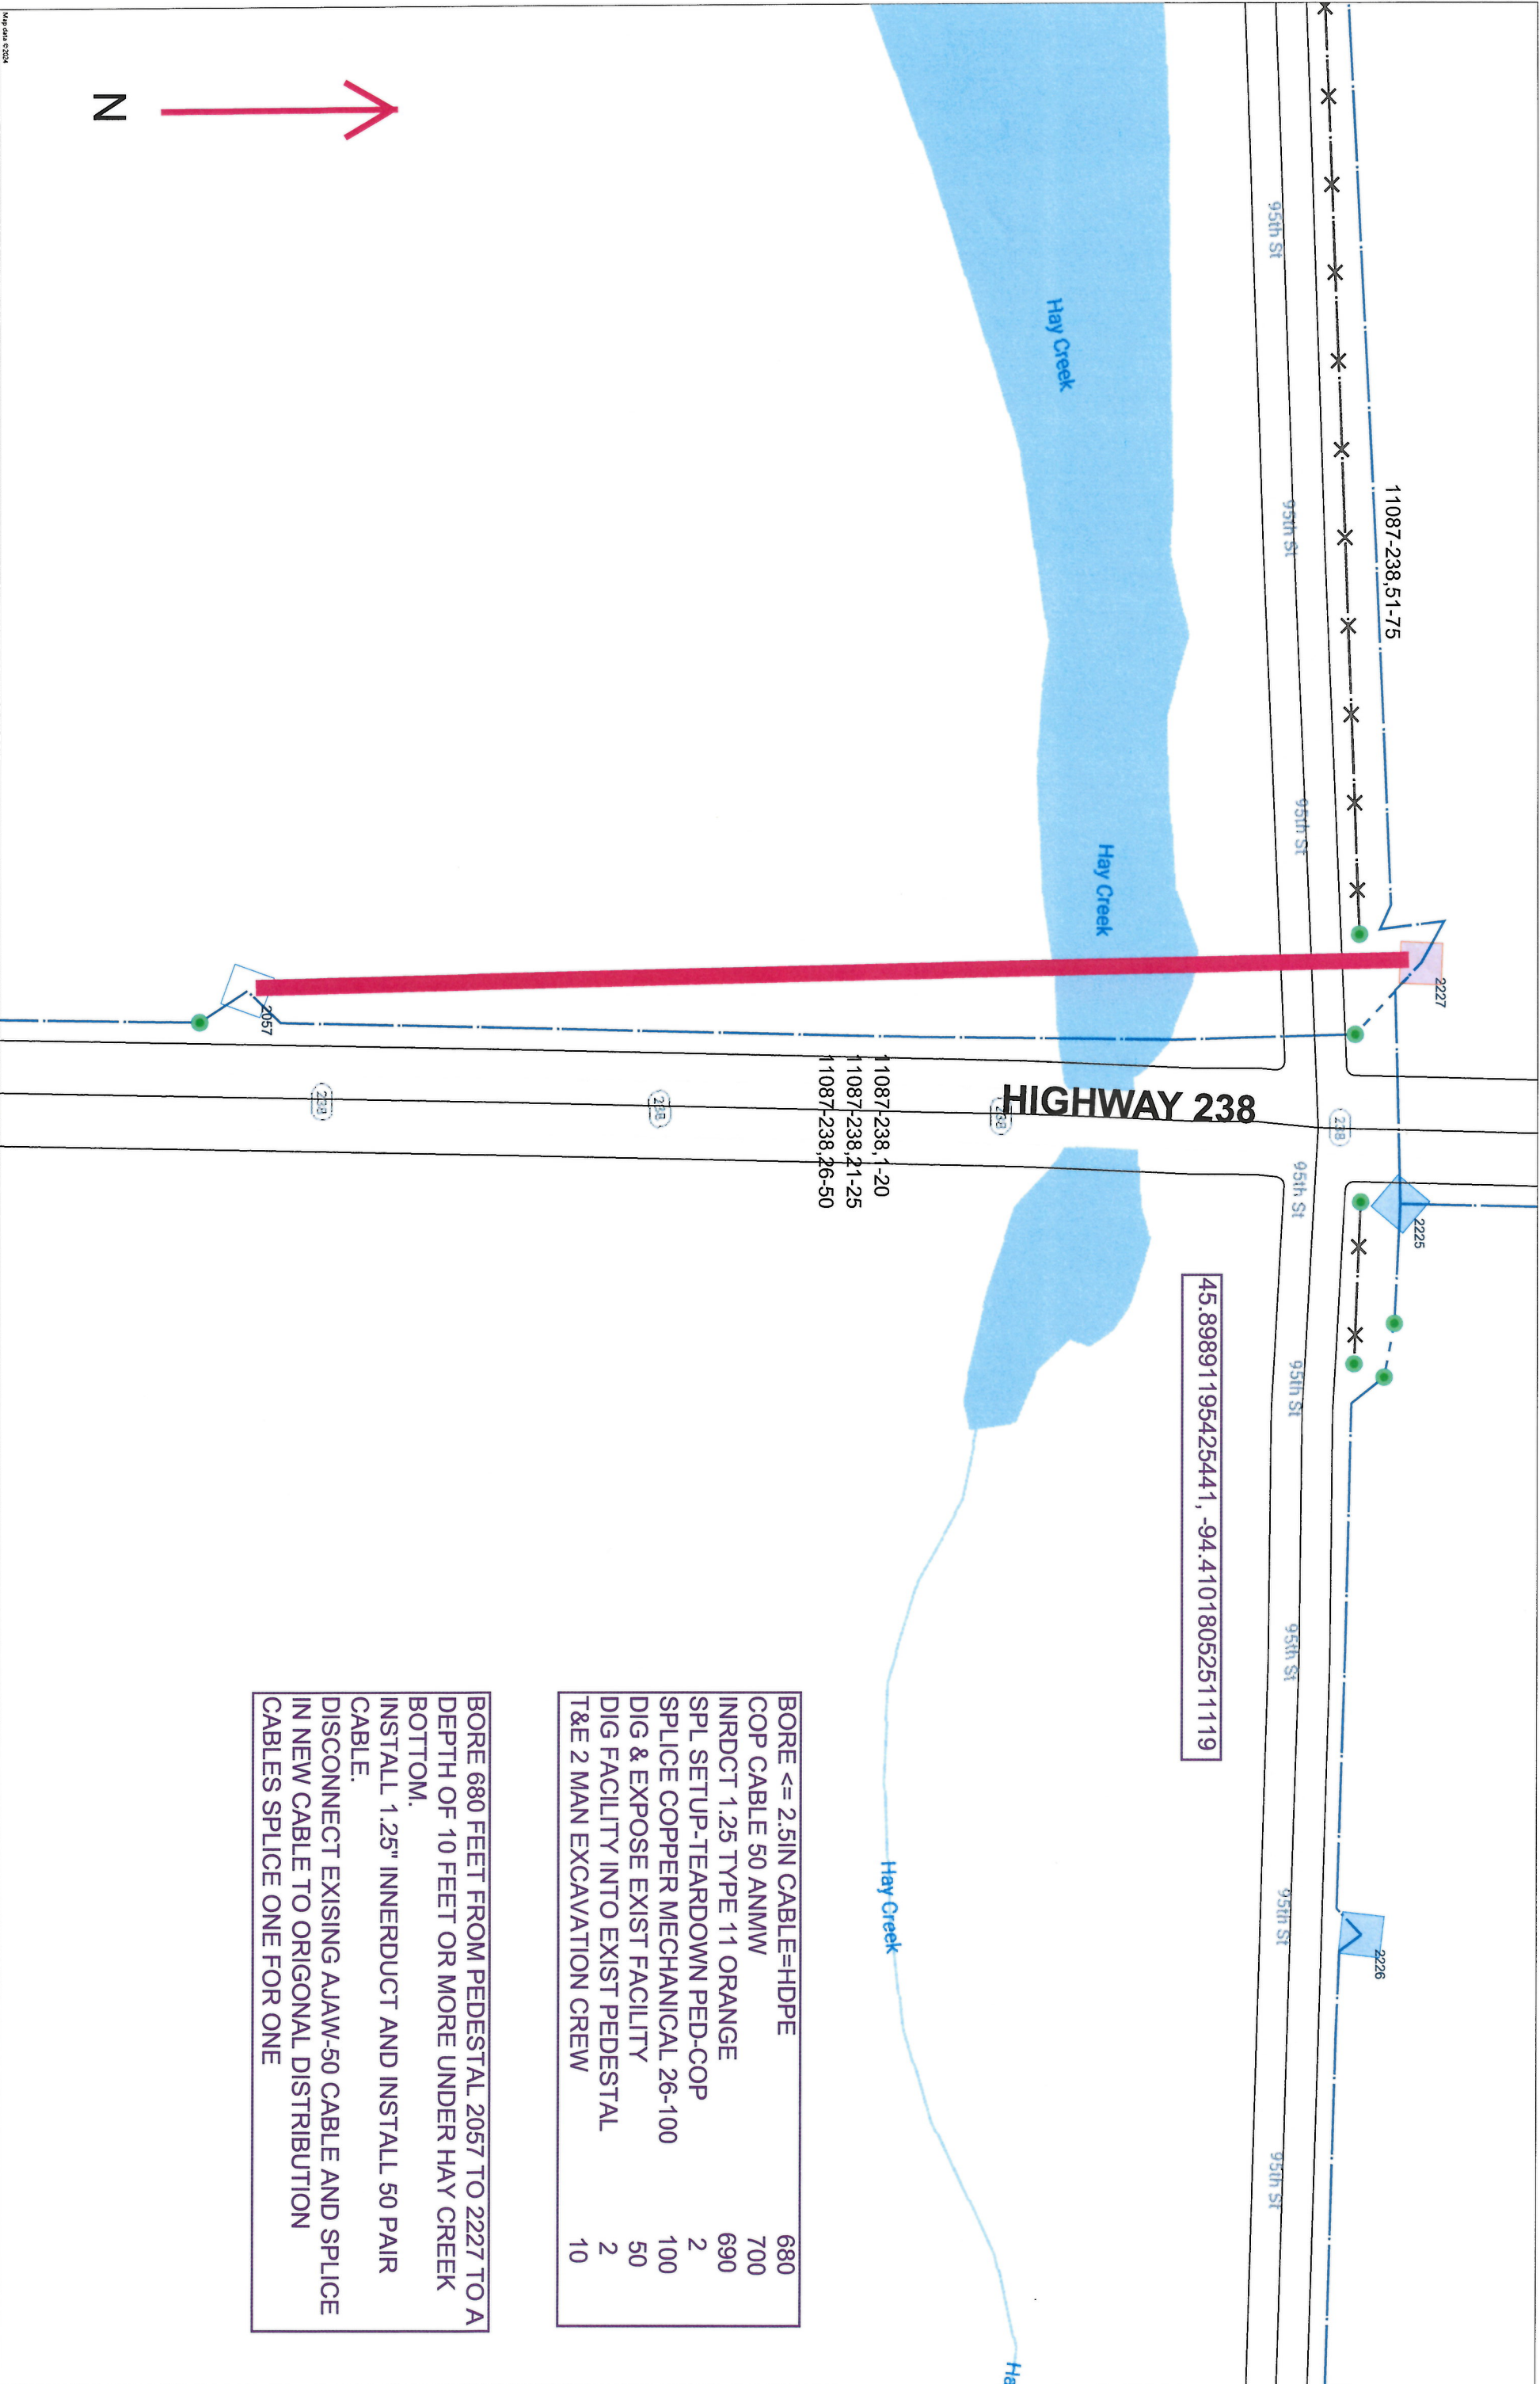 Map data ©2024
N
95th St
95th St
95th St
95th St
95th St
95th St
95th St
95th St
Hay Creek
Hay Creek
Hay Creek
Ha
11087-238,51-75
2227
2225
2226
2057
238
238
238
238
HIGHWAY 238
11087-238,1-20
11087-238,21-25
11087-238,26-50
45.89891195425441, -94.41018052511119
BORE <= 2.5IN CABLE=HDPE 680
COP CABLE 50 ANMW 700
INRDCT 1.25 TYPE 11 ORANGE 690
SPL SETUP-TEARDOWN PED-COP 2
SPLICE COPPER MECHANICAL 26-100 100
DIG & EXPOSE EXIST FACILITY 50
DIG FACILITY INTO EXIST PEDESTAL 2
T&E 2 MAN EXCAVATION CREW 10
BORE 680 FEET FROM PEDESTAL 2057 TO 2227 TO A
DEPTH OF 10 FEET OR MORE UNDER HAY CREEK
BOTTOM.
INSTALL 1.25" INNERDUCT AND INSTALL 50 PAIR
CABLE.
DISCONNECT EXISING AJAW-50 CABLE AND SPLICE
IN NEW CABLE TO ORIGONAL DISTRIBUTION
CABLES SPLICE ONE FOR ONE